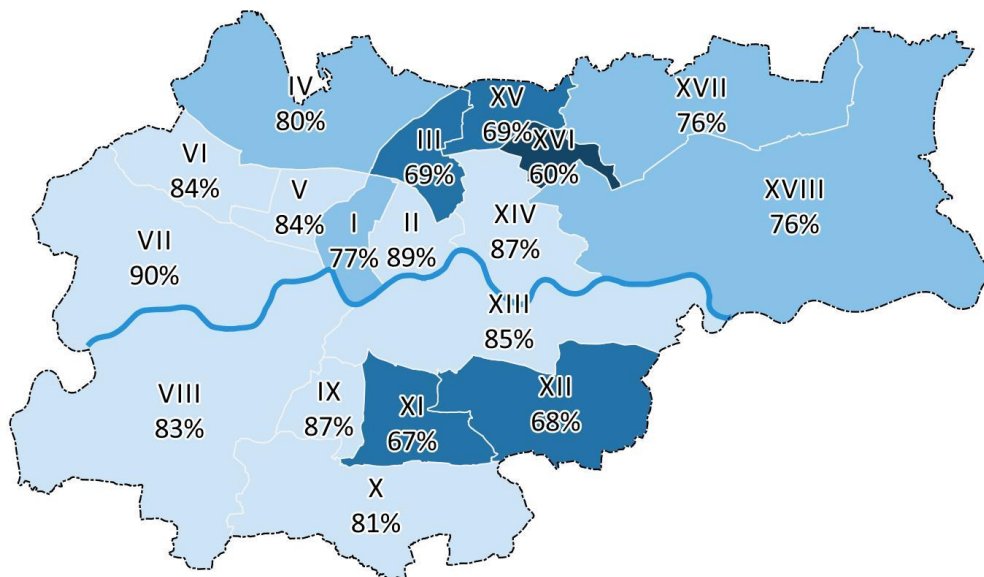 IV
80%
XV
69%
XVII
76%
III
69%
XVI
60%
VI
84%
V
84%
I
77%
II
89%
XIV
87%
XVIII
76%
VII
90%
XIII
85%
VIII
83%
IX
87%
XI
67%
XII
68%
X
81%